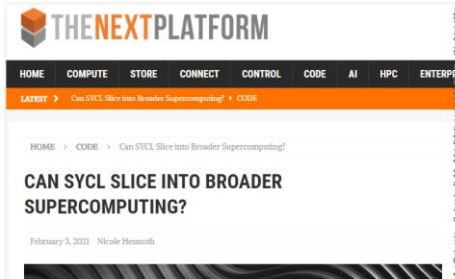 THENEXTPLATFORM
HOME COMPUTE STORE CONNECT CONTROL CODE AI HPC ENTERPR
LATEST > Can SYCL Slice into Broader Supercomputing? CODE
HOME > CODE > Can SYCL Slice into Broader Supercomputing?
CAN SYCL SLICE INTO BROADER
SUPERCOMPUTING?
February 3, 2021 Nicole Hemsoth